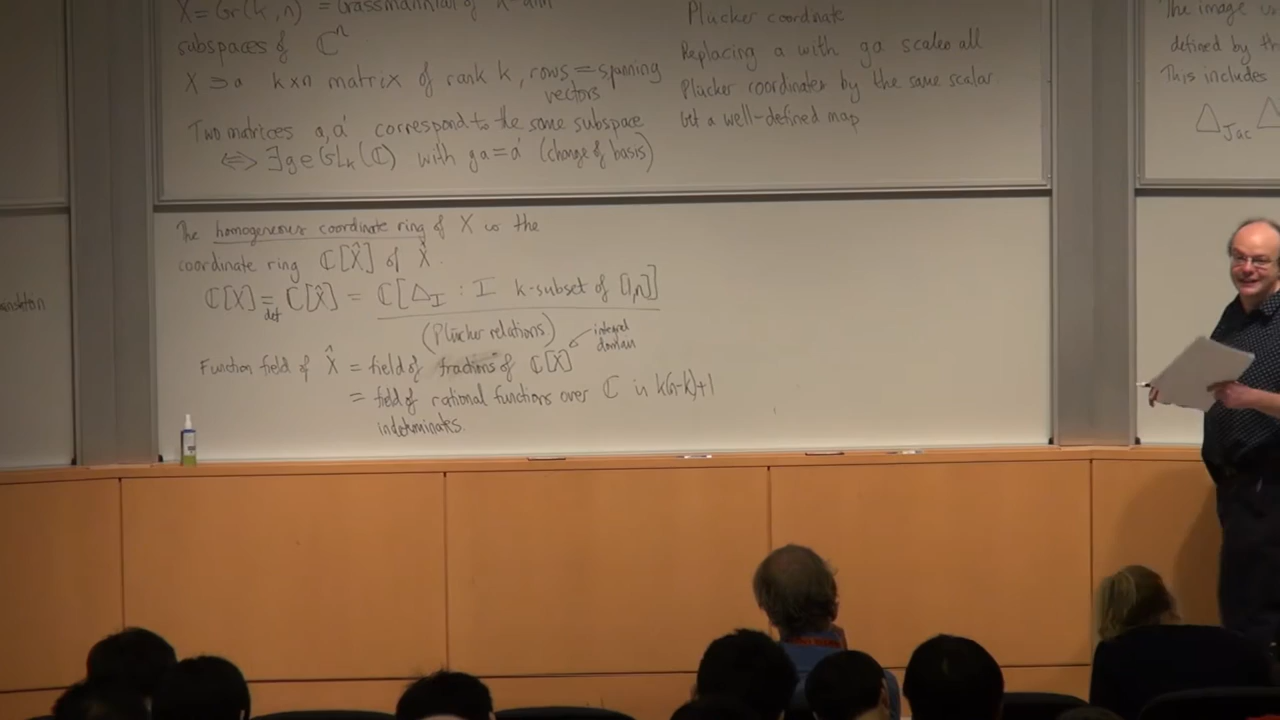 X = Gr(k, n) = Grassmannian of k-dim
subspaces of ℂⁿ
X ∋ a k×n matrix of rank k, rows = spanning
vectors
Two matrices a, a' correspond to the same subspace
⟺ ∃ g ∈ GL_k(ℂ) with ga = a' (change of basis)
Plücker coordinate
Replacing a with ga scales all
Plücker coordinates by the same scalar
Get a well-defined map
The image
defined by
This includes
Δ_Jac Δ
The homogeneous coordinate ring of X is the
coordinate ring ℂ[X̂] of X̂.
ℂ[X] =def ℂ[X̂] = ℂ[Δ_I : I k-subset of [1,n]]
(Plücker relations)
integral
domain
Function field of X̂ = field of fractions of ℂ[X̂]
= field of rational functions over ℂ in k(n-k)+1
indeterminates.